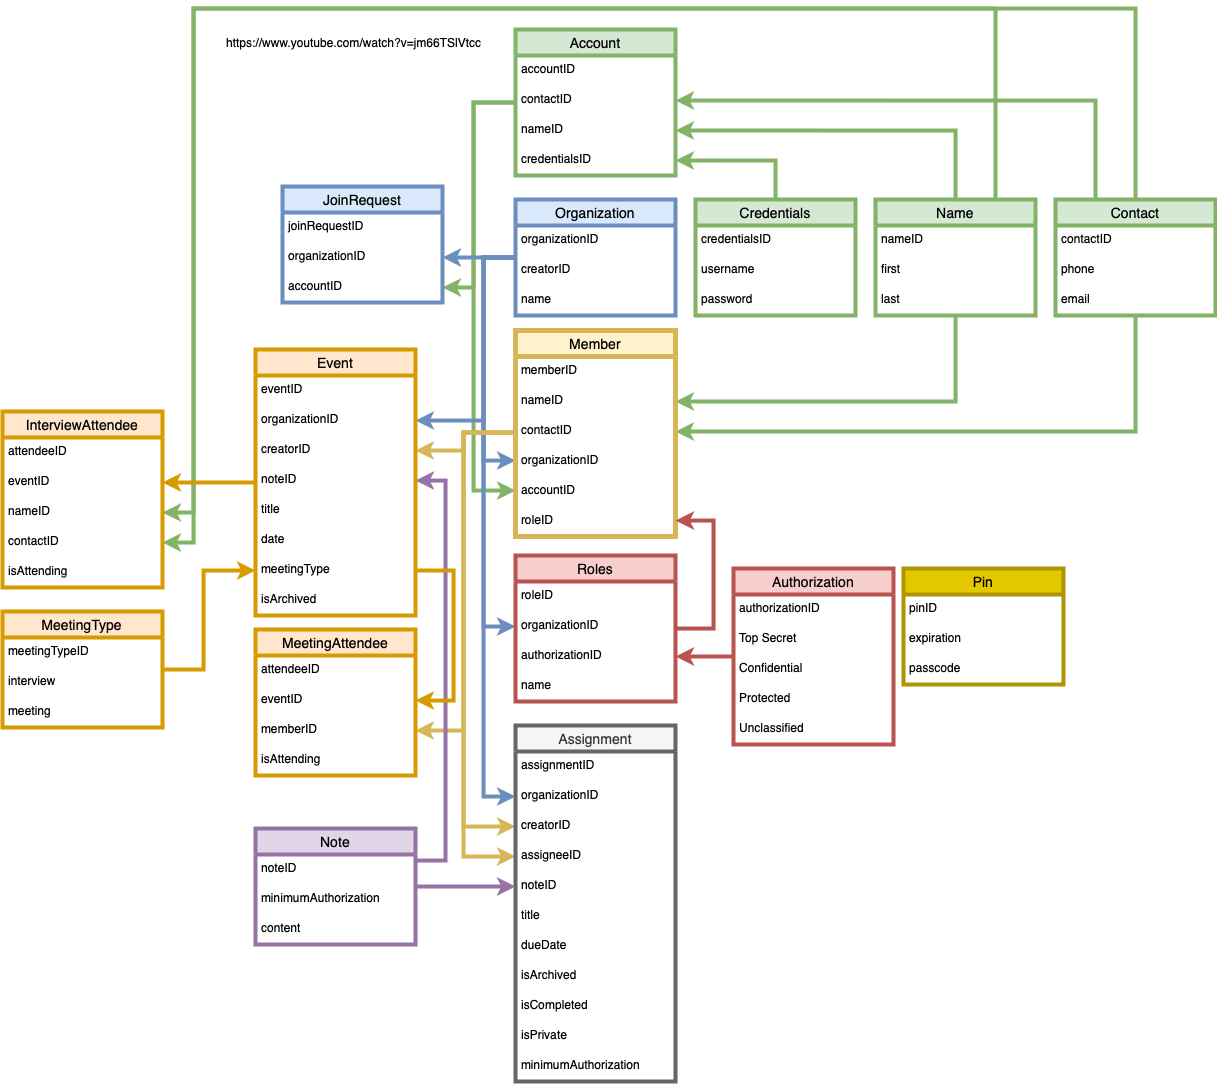 https://www.youtube.com/watch?v=jm66TSlVtcc
Account
accountID
contactID
nameID
credentialsID
JoinRequest
joinRequestID
organizationID
accountID
Organization
organizationID
creatorID
name
Credentials
credentialsID
username
password
Name
nameID
first
last
Contact
contactID
phone
email
Member
memberID
nameID
contactID
organizationID
accountID
roleID
Event
eventID
organizationID
creatorID
noteID
title
date
meetingType
isArchived
InterviewAttendee
attendeeID
eventID
nameID
contactID
isAttending
MeetingType
meetingTypeID
interview
meeting
MeetingAttendee
attendeeID
eventID
memberID
isAttending
Roles
roleID
organizationID
authorizationID
name
Authorization
authorizationID
Top Secret
Confidential
Protected
Unclassified
Pin
pinID
expiration
passcode
Assignment
assignmentID
organizationID
creatorID
assigneeID
noteID
title
dueDate
isArchived
isCompleted
isPrivate
minimumAuthorization
Note
noteID
minimumAuthorization
content